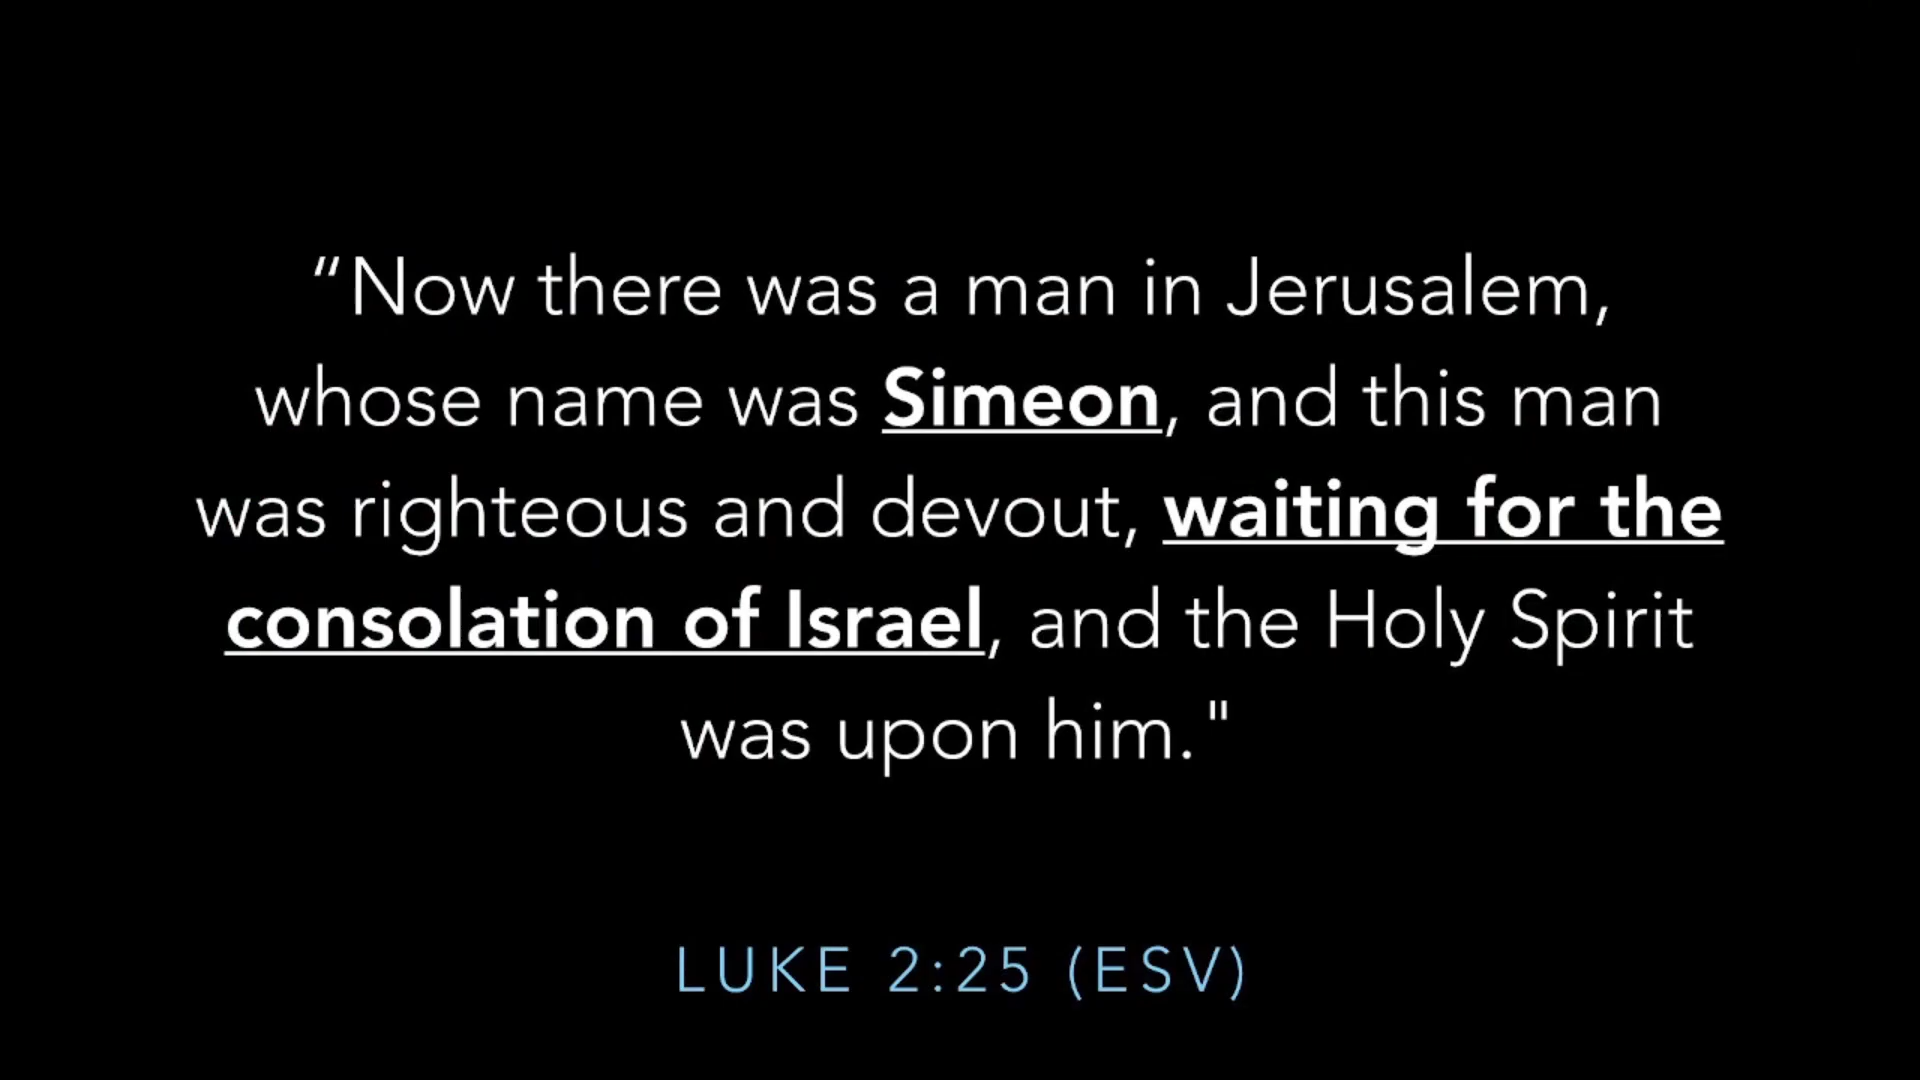 “Now there was a man in Jerusalem,
whose name was Simeon, and this man
was righteous and devout, waiting for the
consolation of Israel, and the Holy Spirit
was upon him."
LUKE 2:25 (ESV)